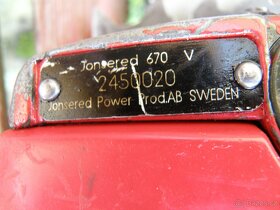 Jonsered 670 V
2450020
Jonsered Power Prod.AB SWEDEN